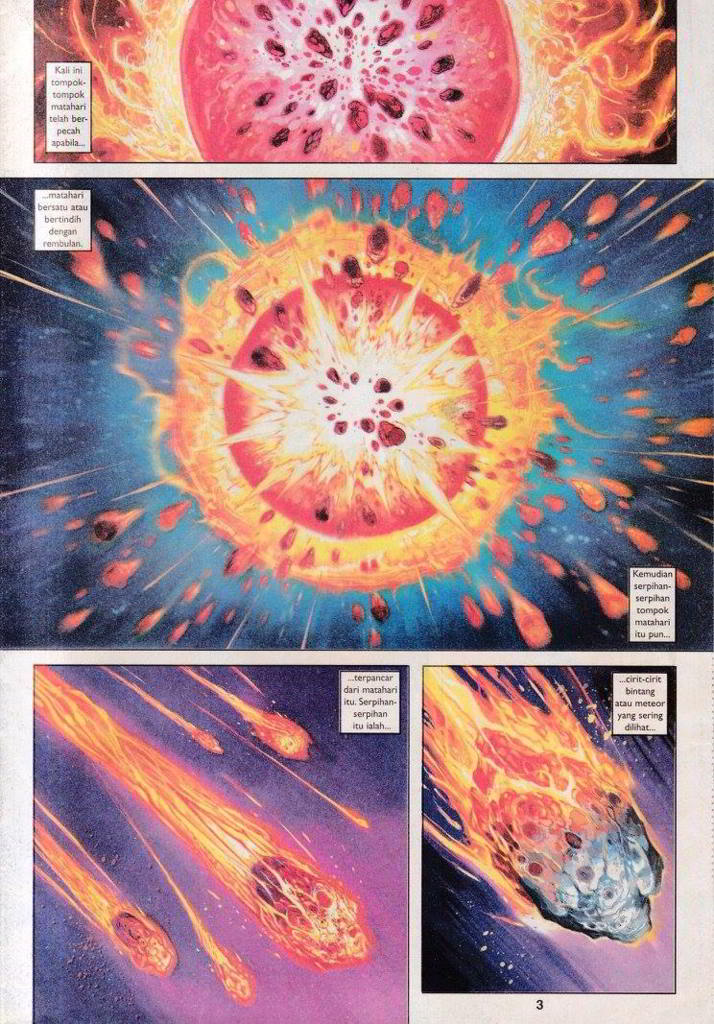 Kali ini
tompok-
tompok
matahari
telah ber-
pecah
apabila...
...matahari
bersatu atau
bertindih
dengan
rembulan.
Kemudian
serpihan-
serpihan
tompok
matahari
itu pun...
...terpancar
dari matahari
itu. Serpihan-
serpihan
itu ialah...
...cirit-cirit
bintang
atau meteor
yang sering
dilihat...
3